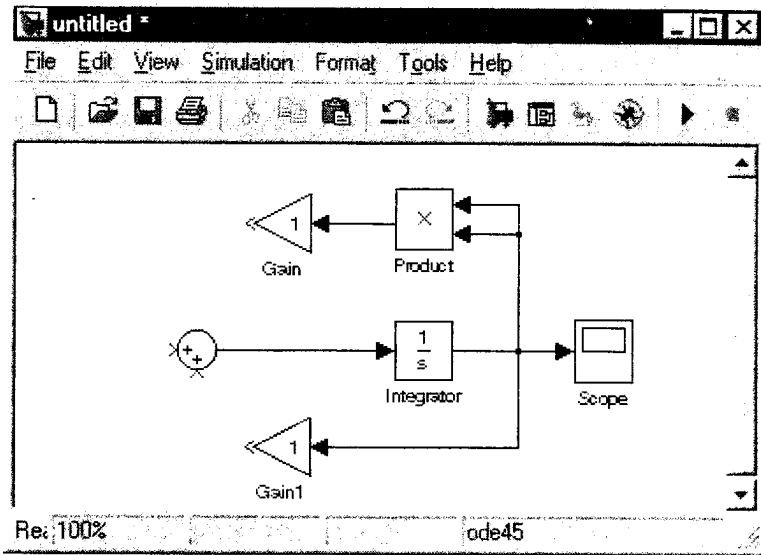 untitled *
File Edit View Simulation Format Tools Help
1
×
Gain
Product
+
+
1
s
Integrator
Scope
1
Gain1
100%
ode45